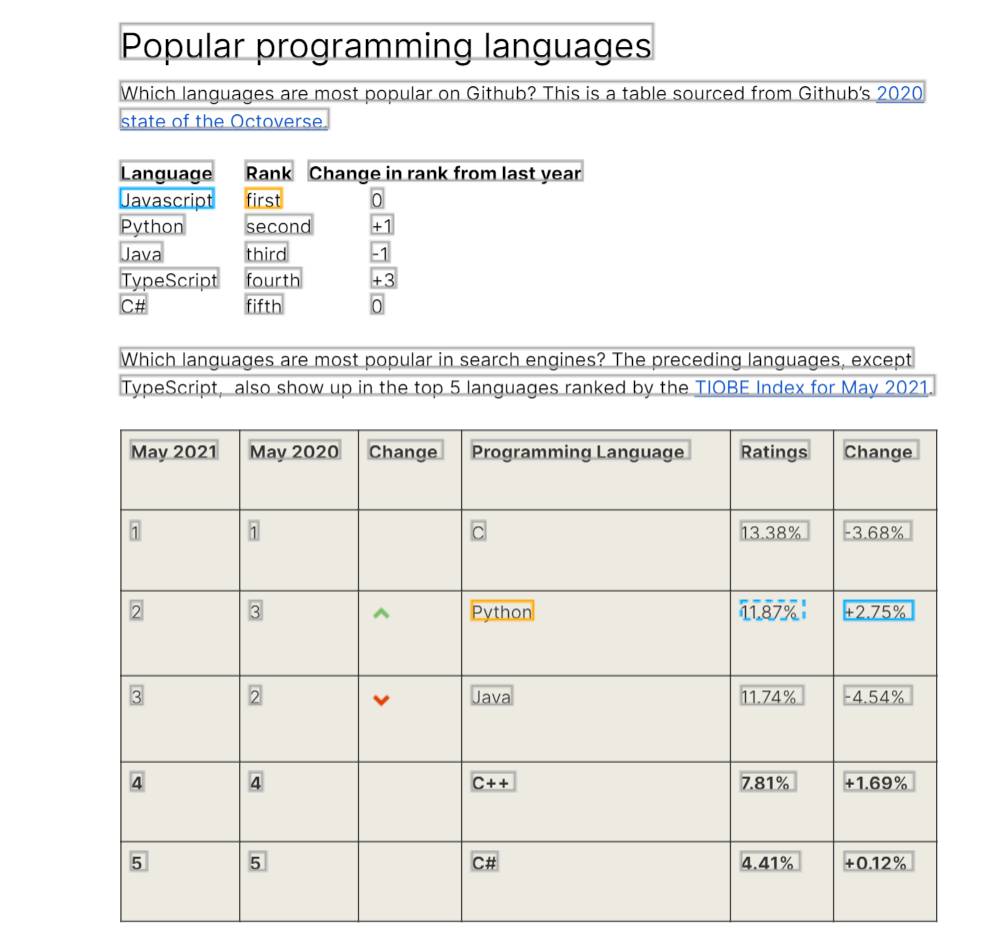 Popular programming languages
Which languages are most popular on Github? This is a table sourced from Github's 2020
state of the Octoverse.
Language Rank Change in rank from last year
Javascript first 0
Python second +1
Java third -1
TypeScript fourth +3
C# fifth 0
Which languages are most popular in search engines? The preceding languages, except
TypeScript, also show up in the top 5 languages ranked by the TIOBE Index for May 2021.
May 2021 May 2020 Change Programming Language Ratings Change
1 1 C 13.38% -3.68%
2 3 Python 11.87% +2.75%
3 2 Java 11.74% -4.54%
4 4 C++ 7.81% +1.69%
5 5 C# 4.41% +0.12%